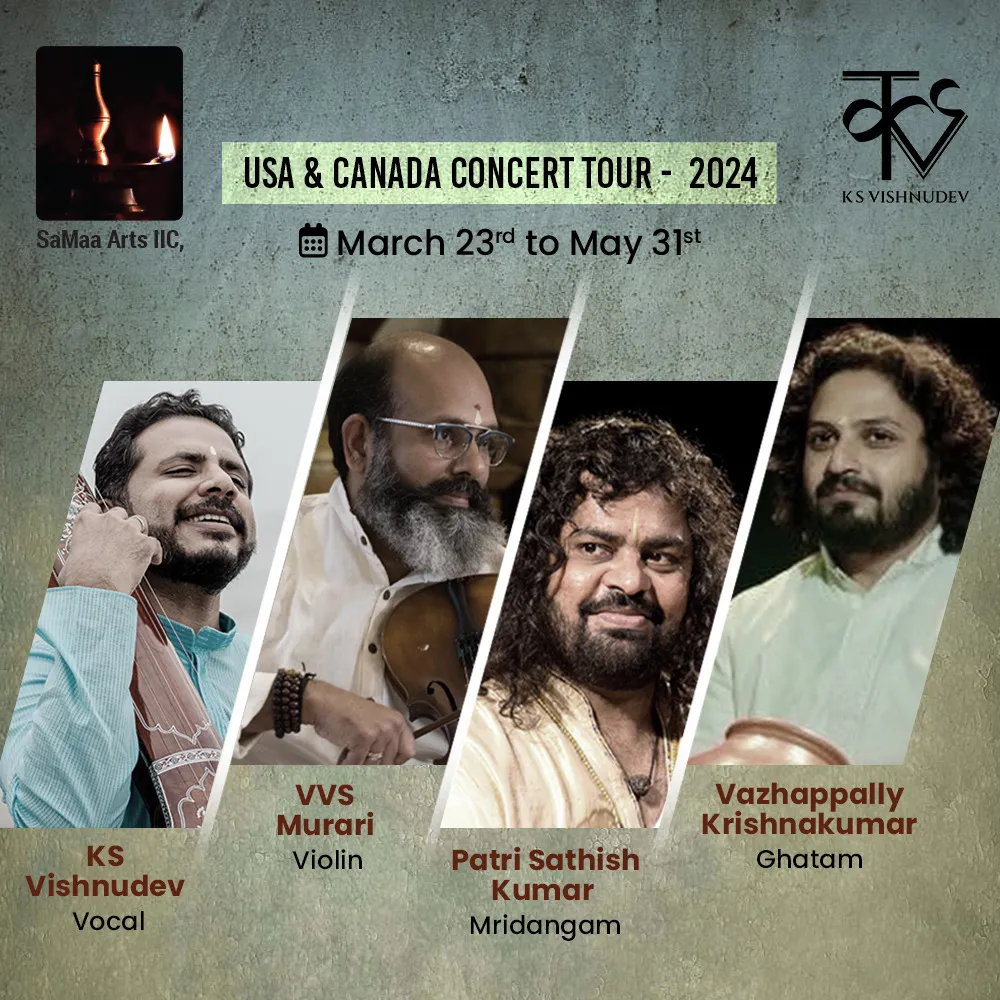 USA & CANADA CONCERT TOUR - 2024
SaMaa Arts IIC,
K S VISHNUDEV
March 23rd to May 31st
KS
Vishnudev
Vocal
VVS
Murari
Violin
Patri Sathish
Kumar
Mridangam
Vazhappally
Krishnakumar
Ghatam